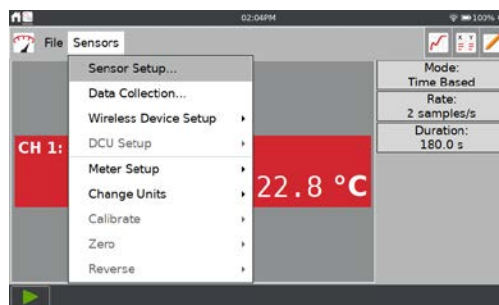 02:04PM
100%
File Sensors
X Y
Sensor Setup...
Data Collection...
Wireless Device Setup
DCU Setup
Meter Setup
Change Units
Calibrate
Zero
Reverse
CH 1:
22.8 °C
Mode:
Time Based
Rate:
2 samples/s
Duration:
180.0 s